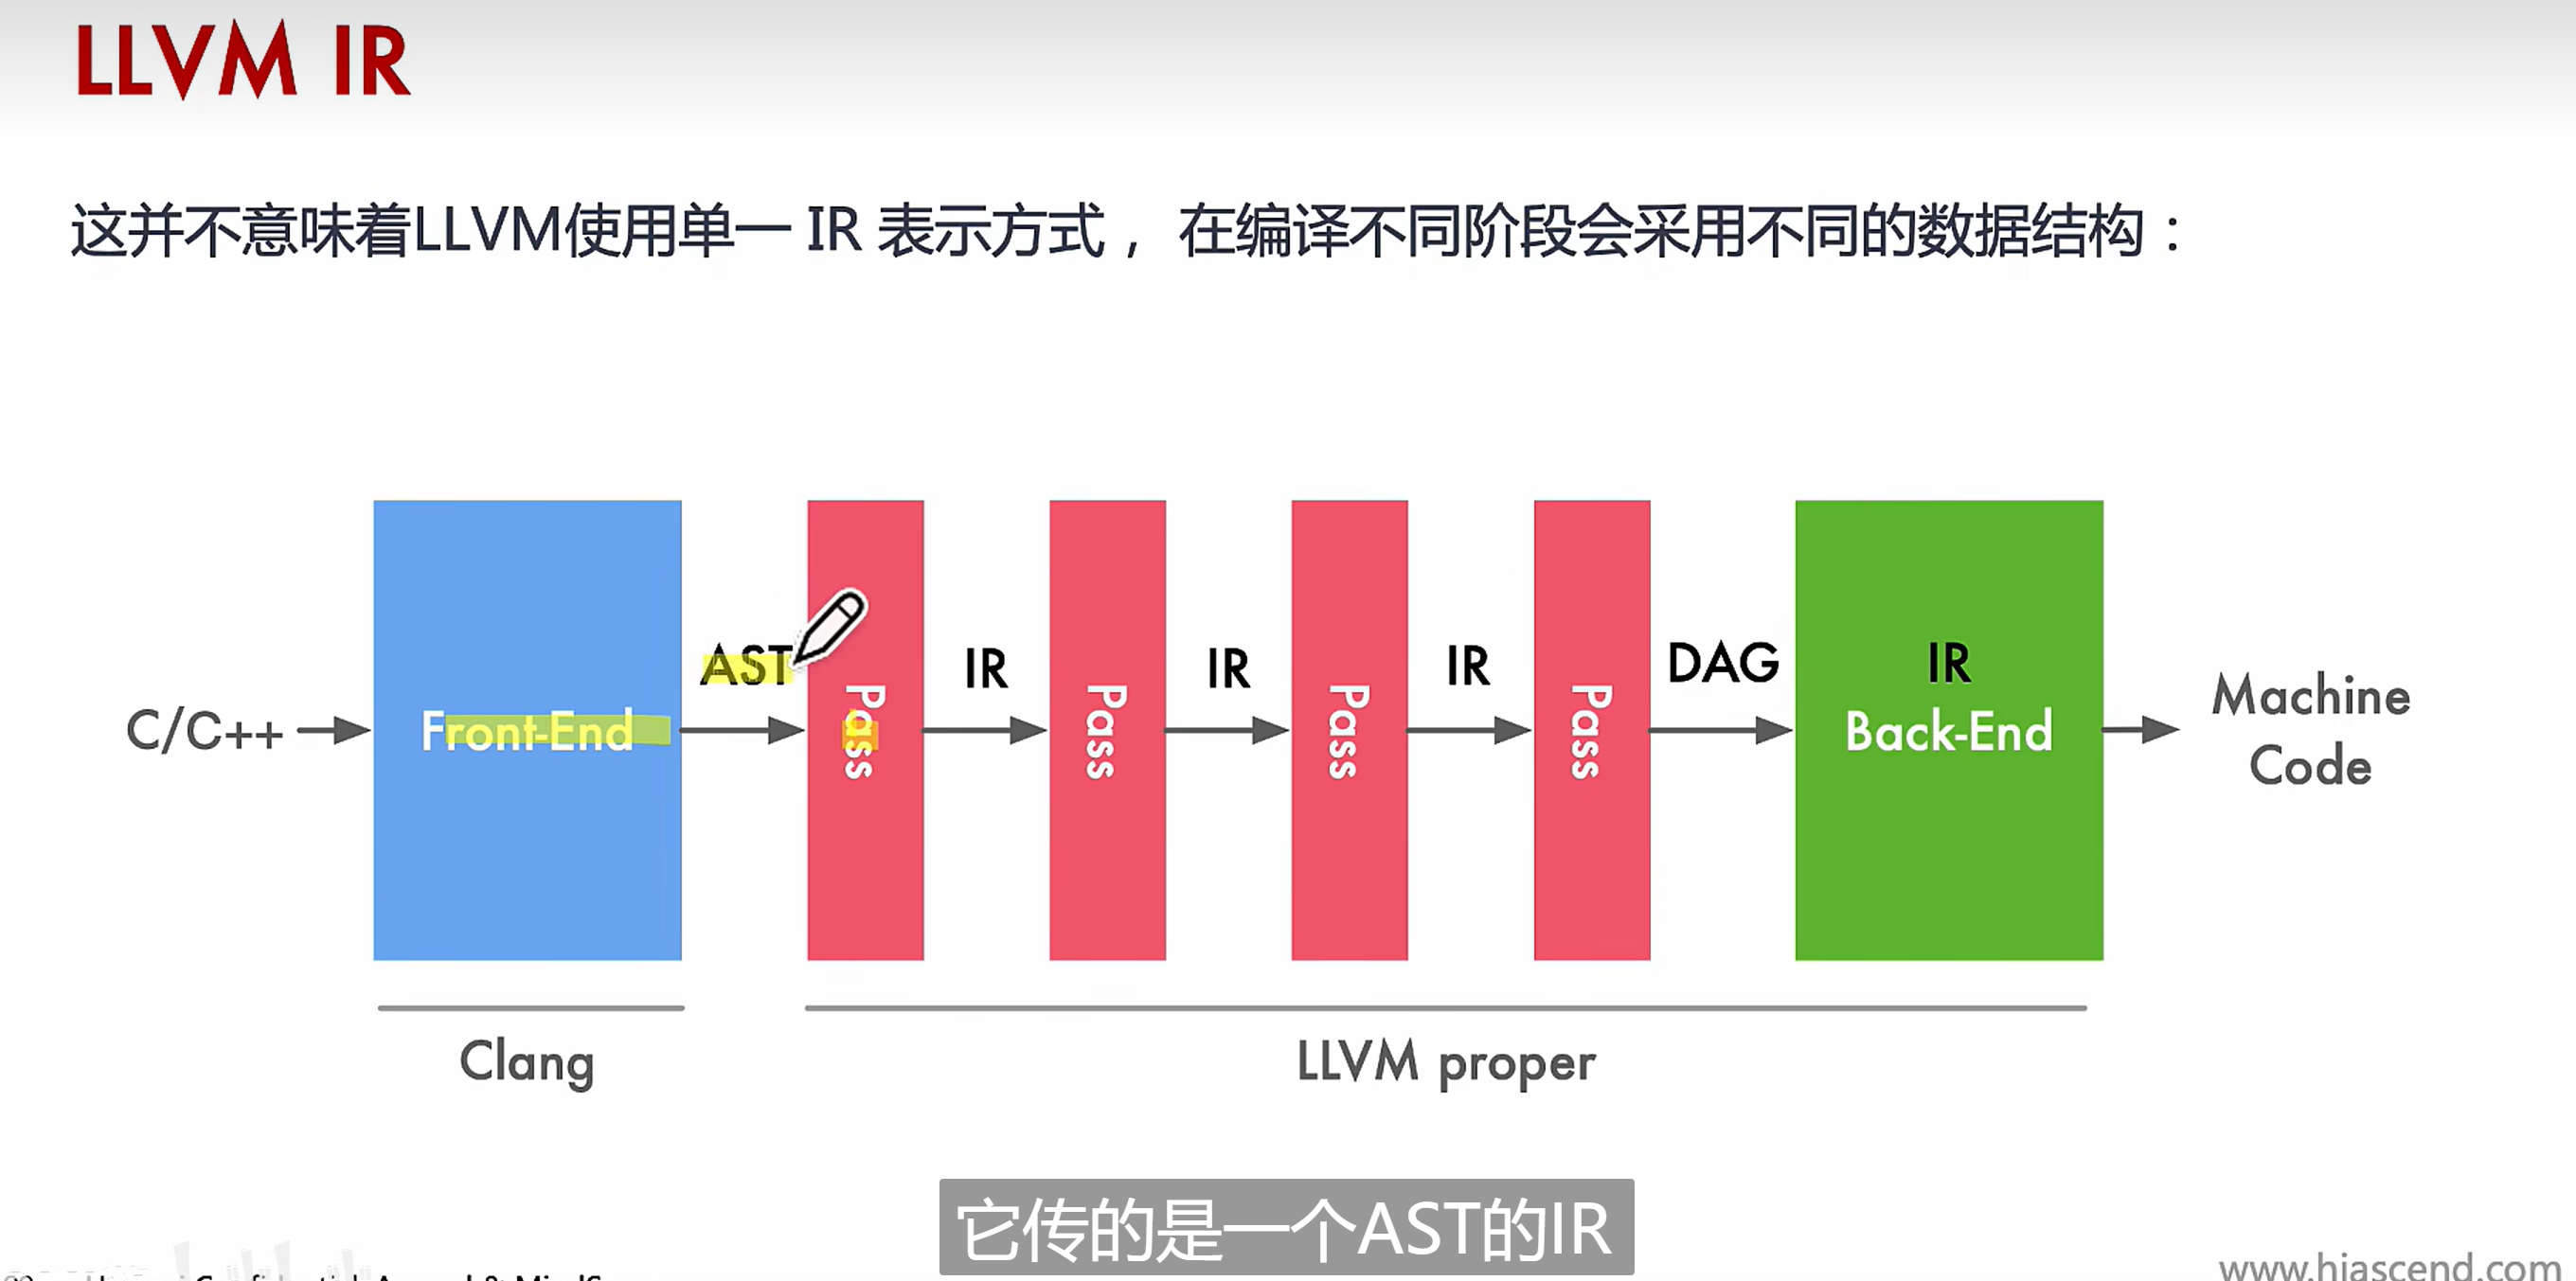 LLVM IR
这并不意味着LLVM使用单一 IR 表示方式， 在编译不同阶段会采用不同的数据结构：
C/C++
Front-End
AST
Pass
IR
Pass
IR
Pass
IR
Pass
DAG
IR
Back-End
Machine
Code
Clang
LLVM proper
它传的是一个AST的IR
www.hiascend.com